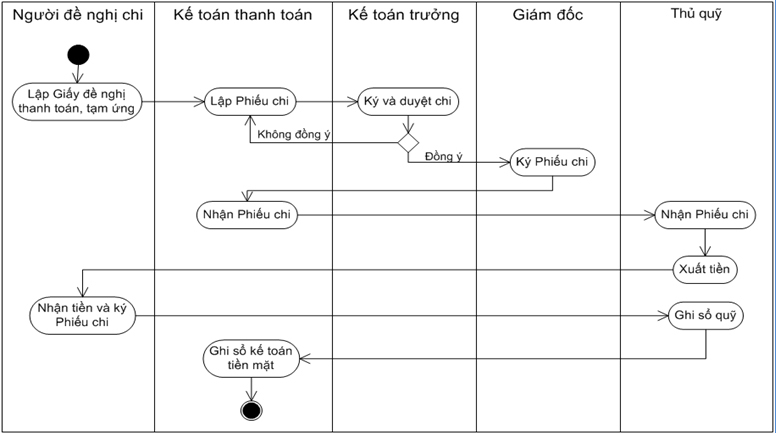 Người đề nghị chi
Kế toán thanh toán
Kế toán trưởng
Giám đốc
Thủ quỹ
Lập Giấy đề nghị
thanh toán, tạm ứng
Lập Phiếu chi
Ký và duyệt chi
Không đồng ý
Đồng ý
Ký Phiếu chi
Nhận Phiếu chi
Nhận Phiếu chi
Xuất tiền
Nhận tiền và ký
Phiếu chi
Ghi sổ quỹ
Ghi sổ kế toán
tiền mặt